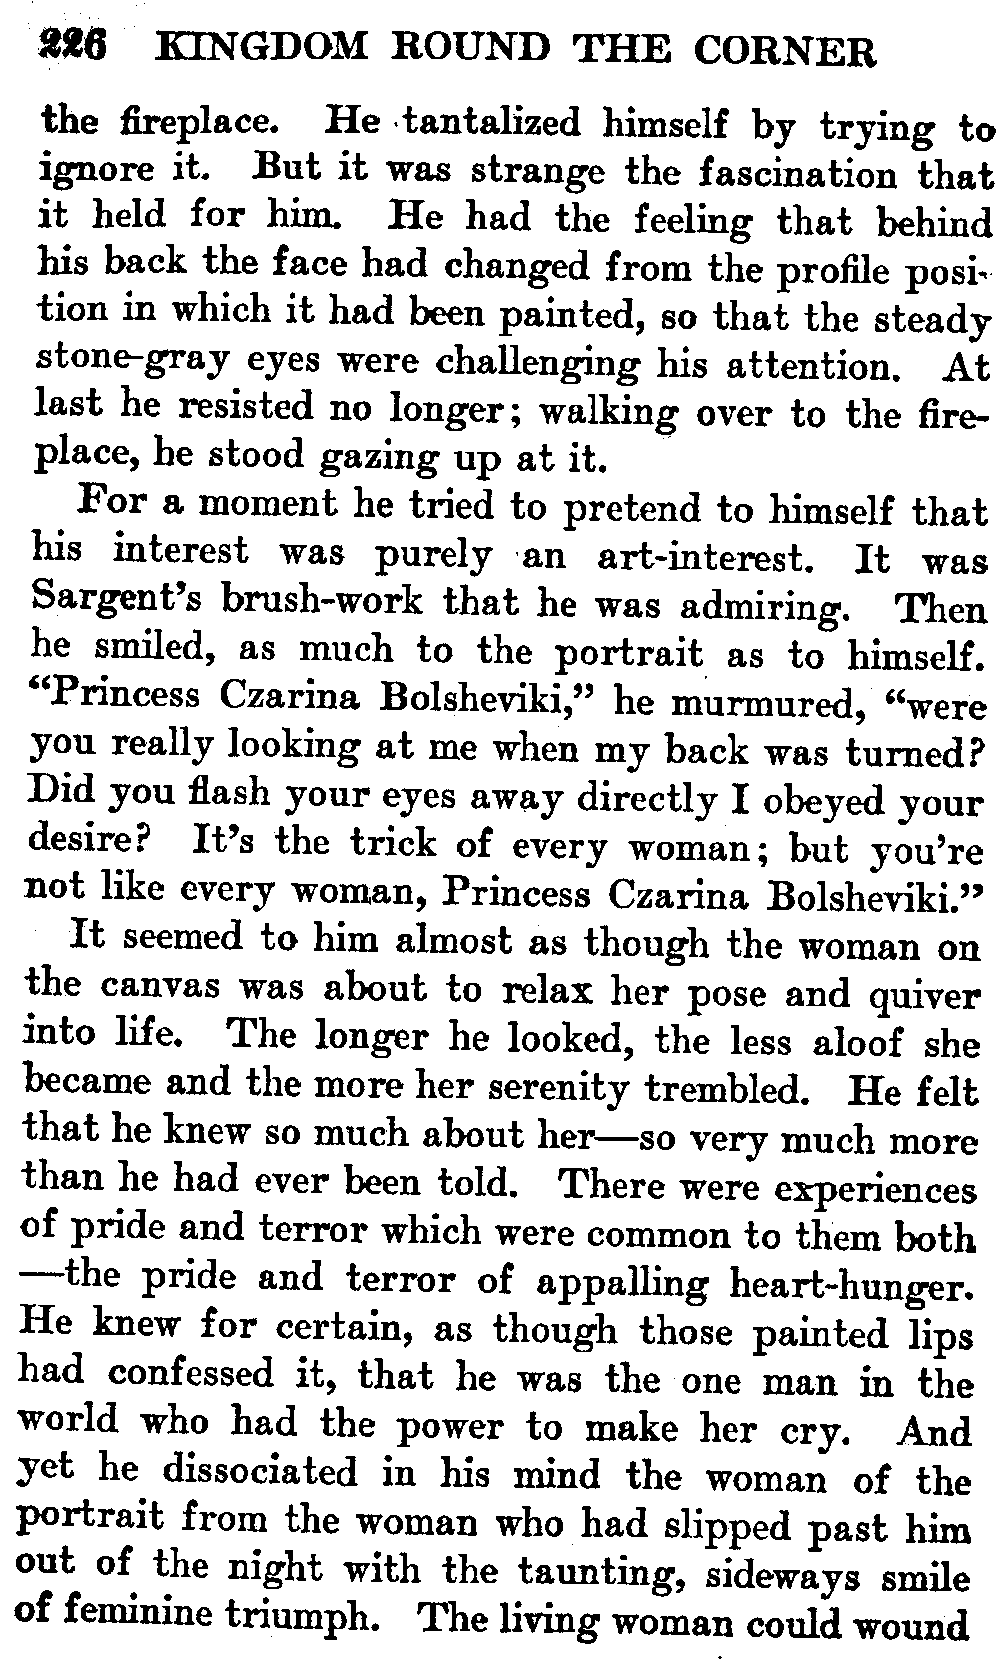 226 KINGDOM ROUND THE CORNER
the fireplace. He tantalized himself by trying to
ignore it. But it was strange the fascination that
it held for him. He had the feeling that behind
his back the face had changed from the profile posi-
tion in which it had been painted, so that the steady
stone-gray eyes were challenging his attention. At
last he resisted no longer; walking over to the fire-
place, he stood gazing up at it.
For a moment he tried to pretend to himself that
his interest was purely an art-interest. It was
Sargent's brush-work that he was admiring. Then
he smiled, as much to the portrait as to himself.
“Princess Czarina Bolsheviki,” he murmured, “were
you really looking at me when my back was turned?
Did you flash your eyes away directly I obeyed your
desire? It's the trick of every woman; but you're
not like every woman, Princess Czarina Bolsheviki.”
It seemed to him almost as though the woman on
the canvas was about to relax her pose and quiver
into life. The longer he looked, the less aloof she
became and the more her serenity trembled. He felt
that he knew so much about her—so very much more
than he had ever been told. There were experiences
of pride and terror which were common to them both
—the pride and terror of appalling heart-hunger.
He knew for certain, as though those painted lips
had confessed it, that he was the one man in the
world who had the power to make her cry. And
yet he dissociated in his mind the woman of the
portrait from the woman who had slipped past him
out of the night with the taunting, sideways smile
of feminine triumph. The living woman could wound